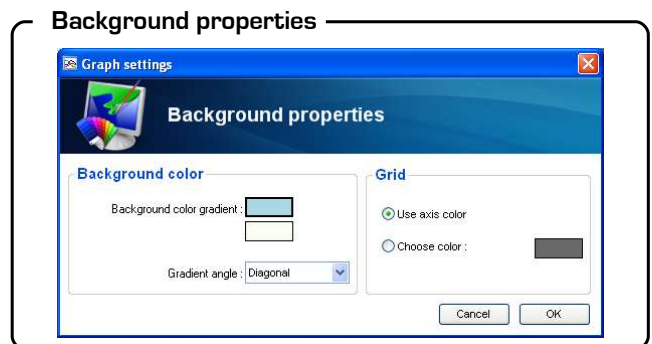 Background properties
Graph settings
Background properties
Background color
Background color gradient :
Gradient angle : Diagonal
Grid
Use axis color
Choose color :
Cancel OK